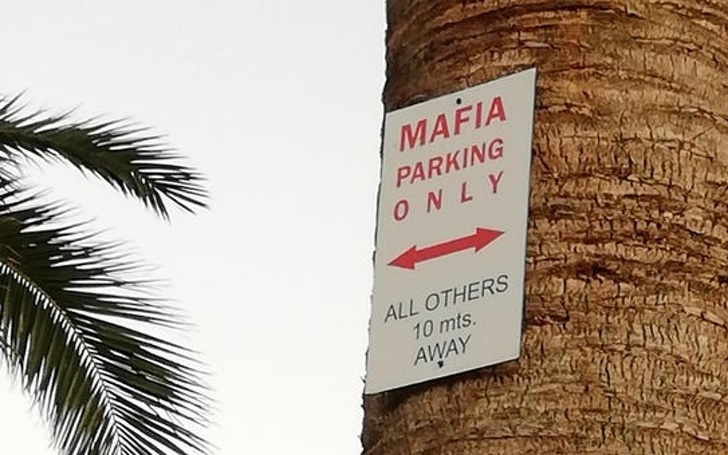 MAFIA
PARKING
ONLY
ALL OTHERS
10 mts.
AWAY